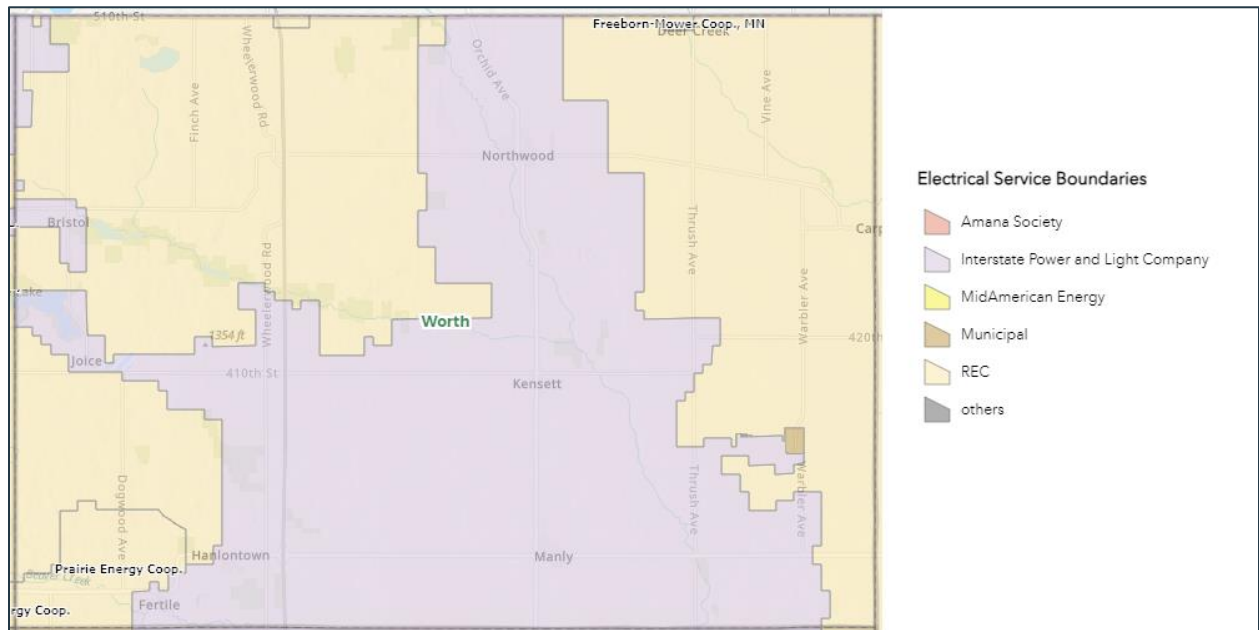 510th St
Freeborn-Mower Coop., MN
Deer Creek
Wheelerwood Rd
Orchid Ave
Finch Ave
Vine Ave
Northwood
Bristol
Thrush Ave
Carp
Wheelerwood Rd
Warbler Ave
Lake
Worth
1354 ft
420th
Joice
410th St
Kensett
Dogwood Ave
Thrush Ave
Warbler Ave
Hanlontown
Manly
Prairie Energy Coop.
Beaver Creek
Fertile
rgy Coop.
Electrical Service Boundaries
Amana Society
Interstate Power and Light Company
MidAmerican Energy
Municipal
REC
others